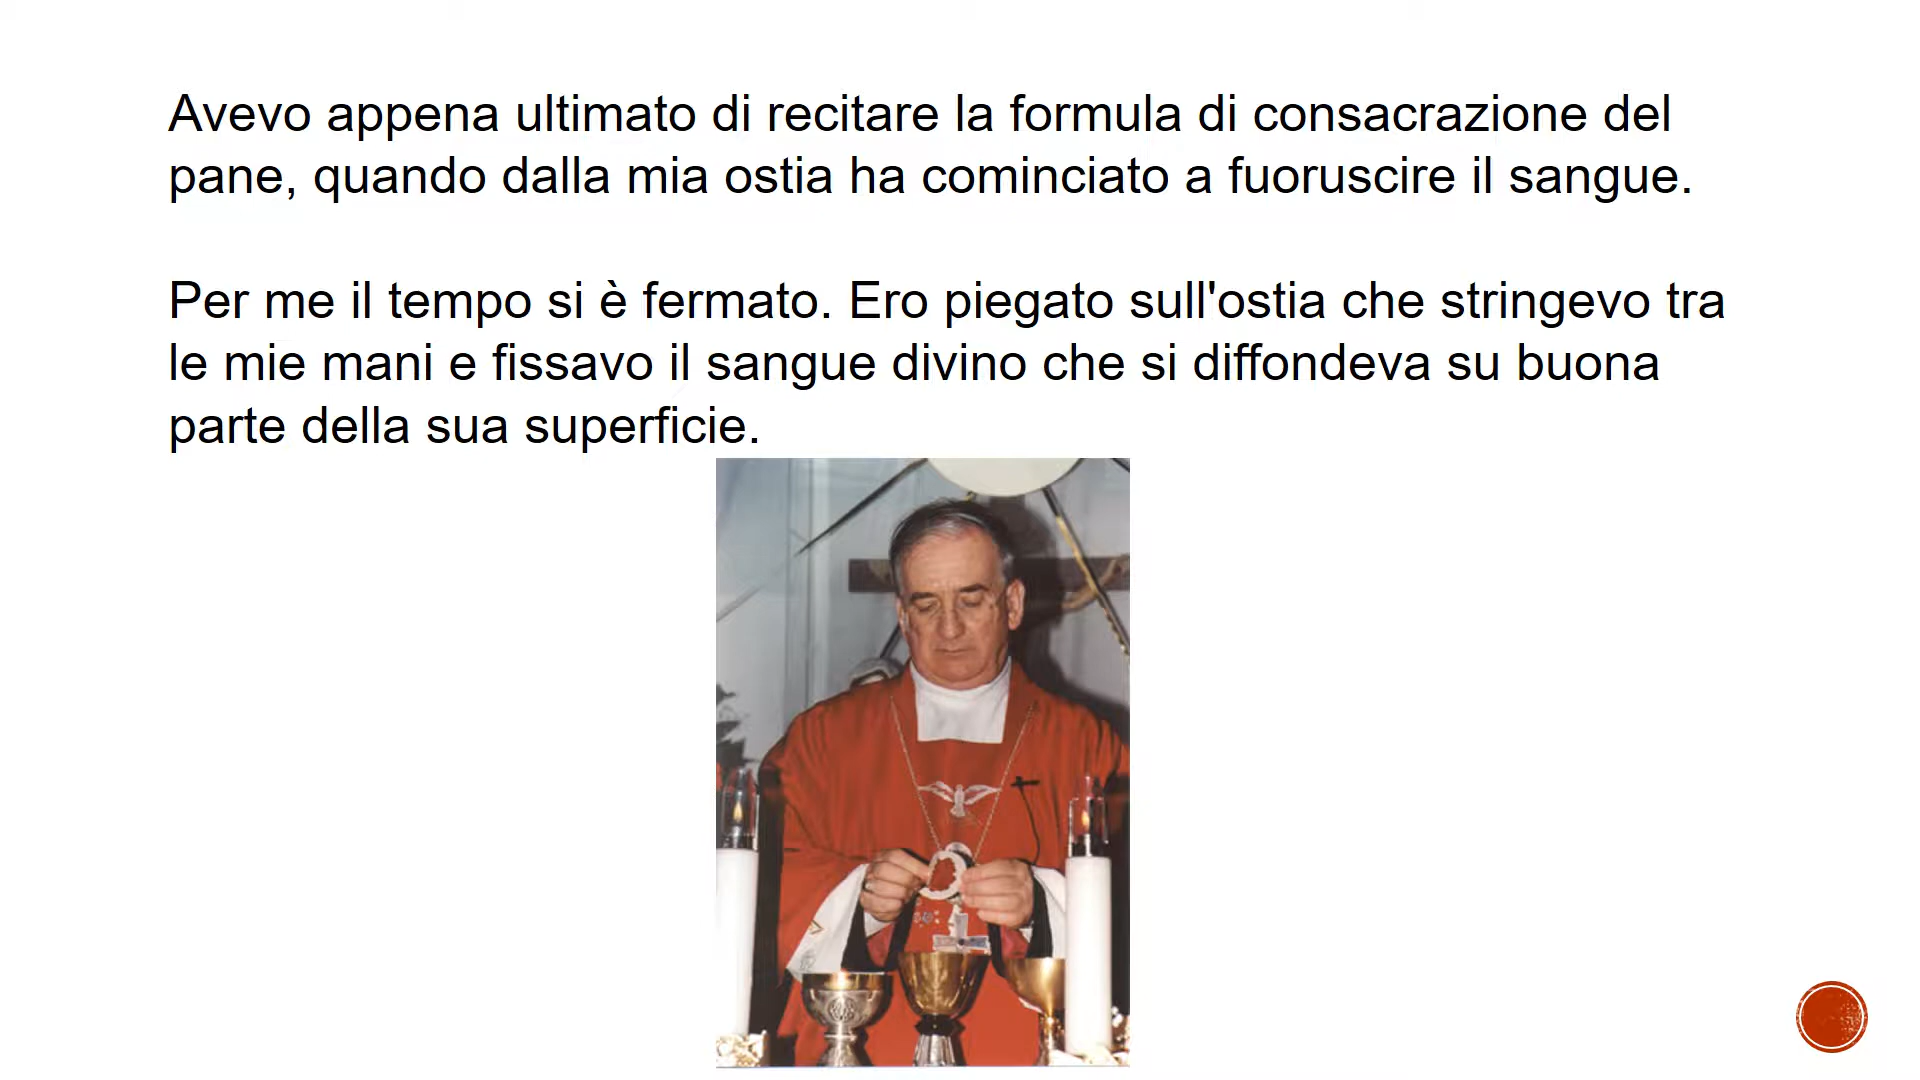 Avevo appena ultimato di recitare la formula di consacrazione del
pane, quando dalla mia ostia ha cominciato a fuoruscire il sangue.
Per me il tempo si è fermato. Ero piegato sull'ostia che stringevo tra
le mie mani e fissavo il sangue divino che si diffondeva su buona
parte della sua superficie.